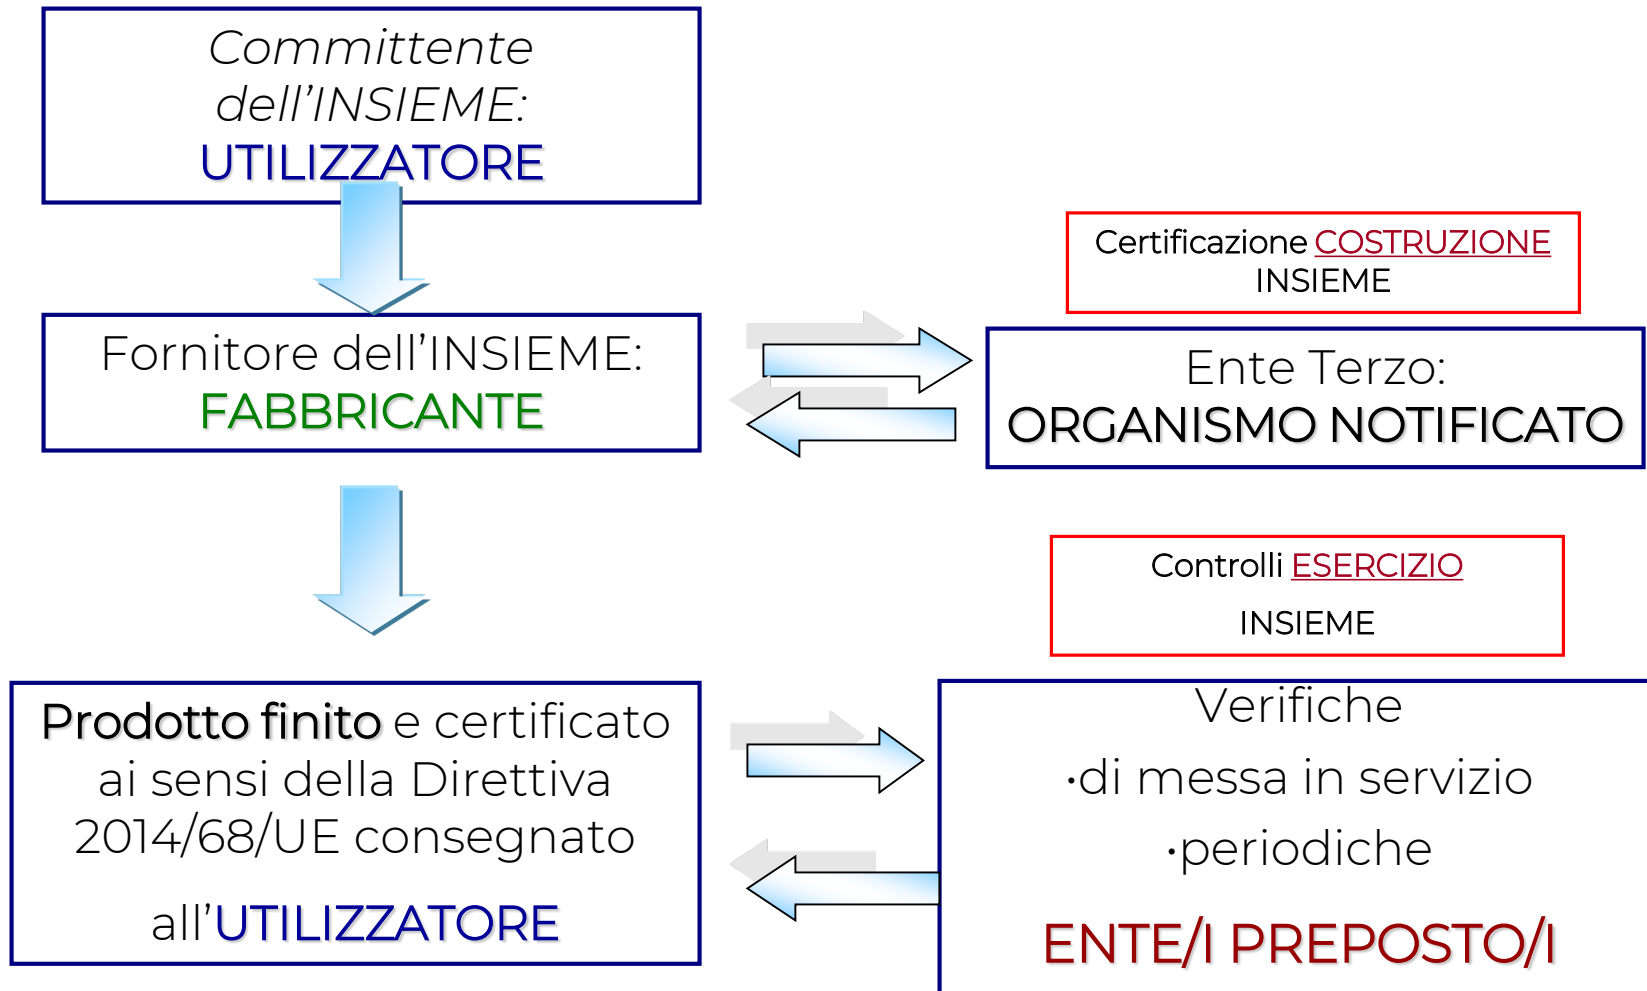 Committente
dell’INSIEME:
UTILIZZATORE
Certificazione COSTRUZIONE
INSIEME
Fornitore dell’INSIEME:
FABBRICANTE
Ente Terzo:
ORGANISMO NOTIFICATO
Controlli ESERCIZIO
INSIEME
Prodotto finito e certificato
ai sensi della Direttiva
2014/68/UE consegnato
all’UTILIZZATORE
Verifiche
•di messa in servizio
•periodiche
ENTE/I PREPOSTO/I